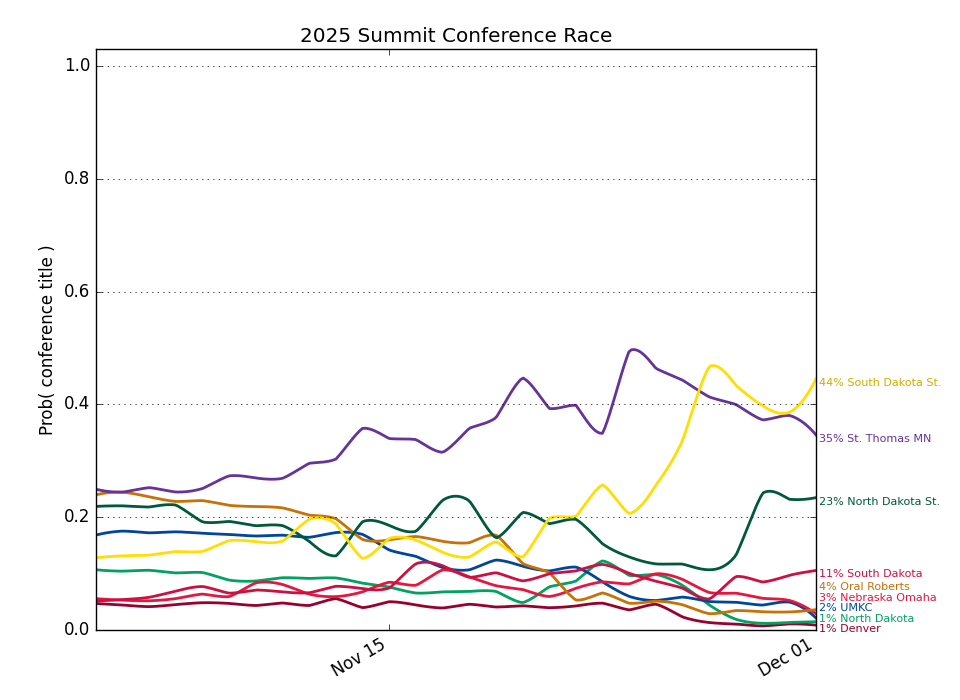 2025 Summit Conference Race
1.0
0.8
0.6
0.4
0.2
0.0
Prob( conference title )
Nov 15
Dec 01
44% South Dakota St.
35% St. Thomas MN
23% North Dakota St.
11% South Dakota
4% Oral Roberts
3% Nebraska Omaha
2% UMKC
1% North Dakota
1% Denver